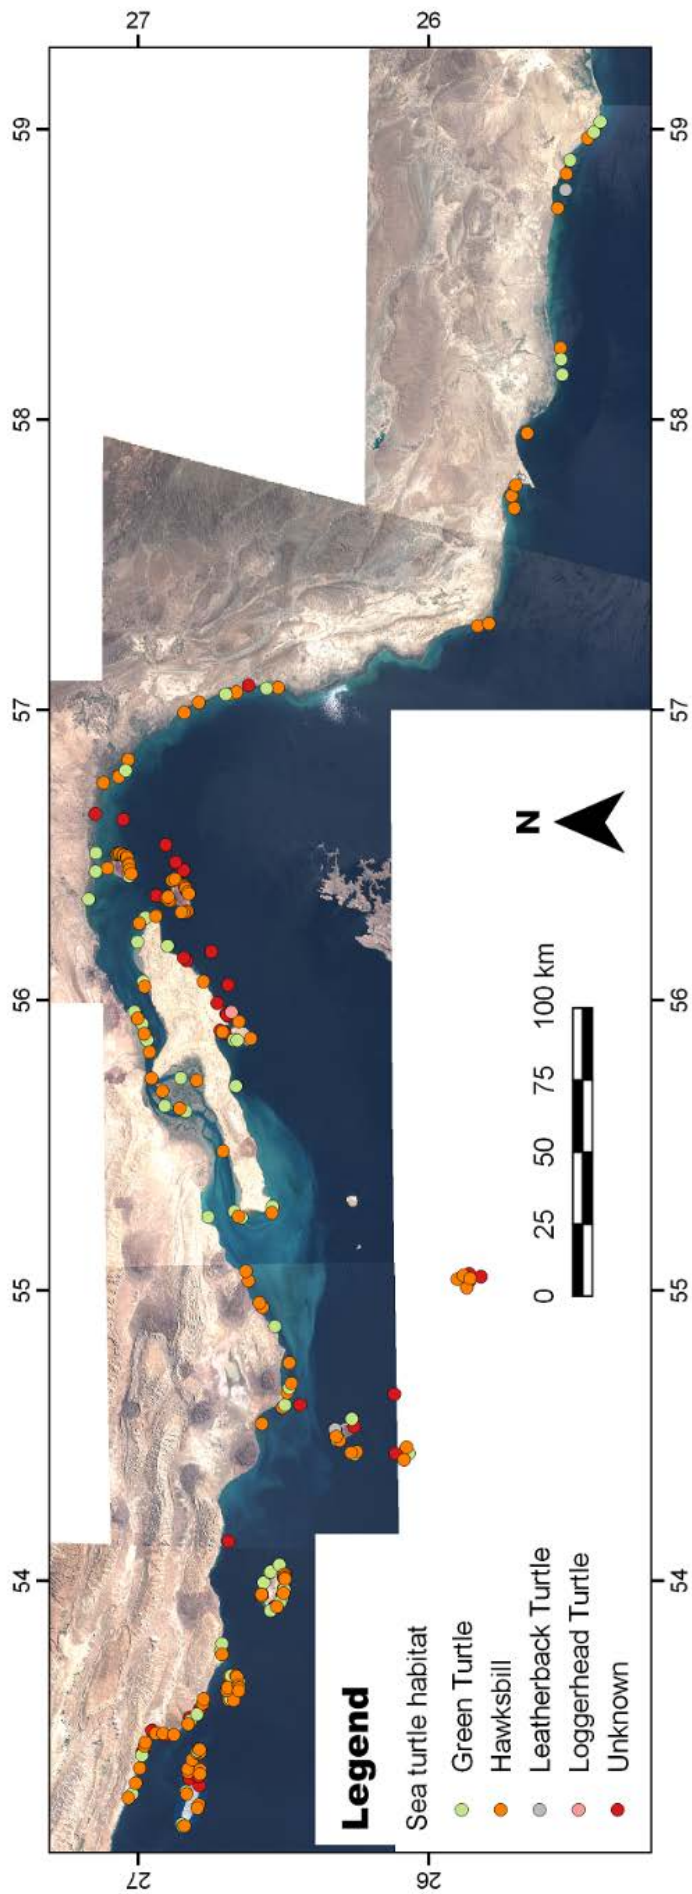 54
55
56
57
58
59
27
26
27
26
54
55
56
57
58
59
Legend
Sea turtle habitat
Green Turtle
Hawksbill
Leatherback Turtle
Loggerhead Turtle
Unknown
0 25 50 75 100 km
N